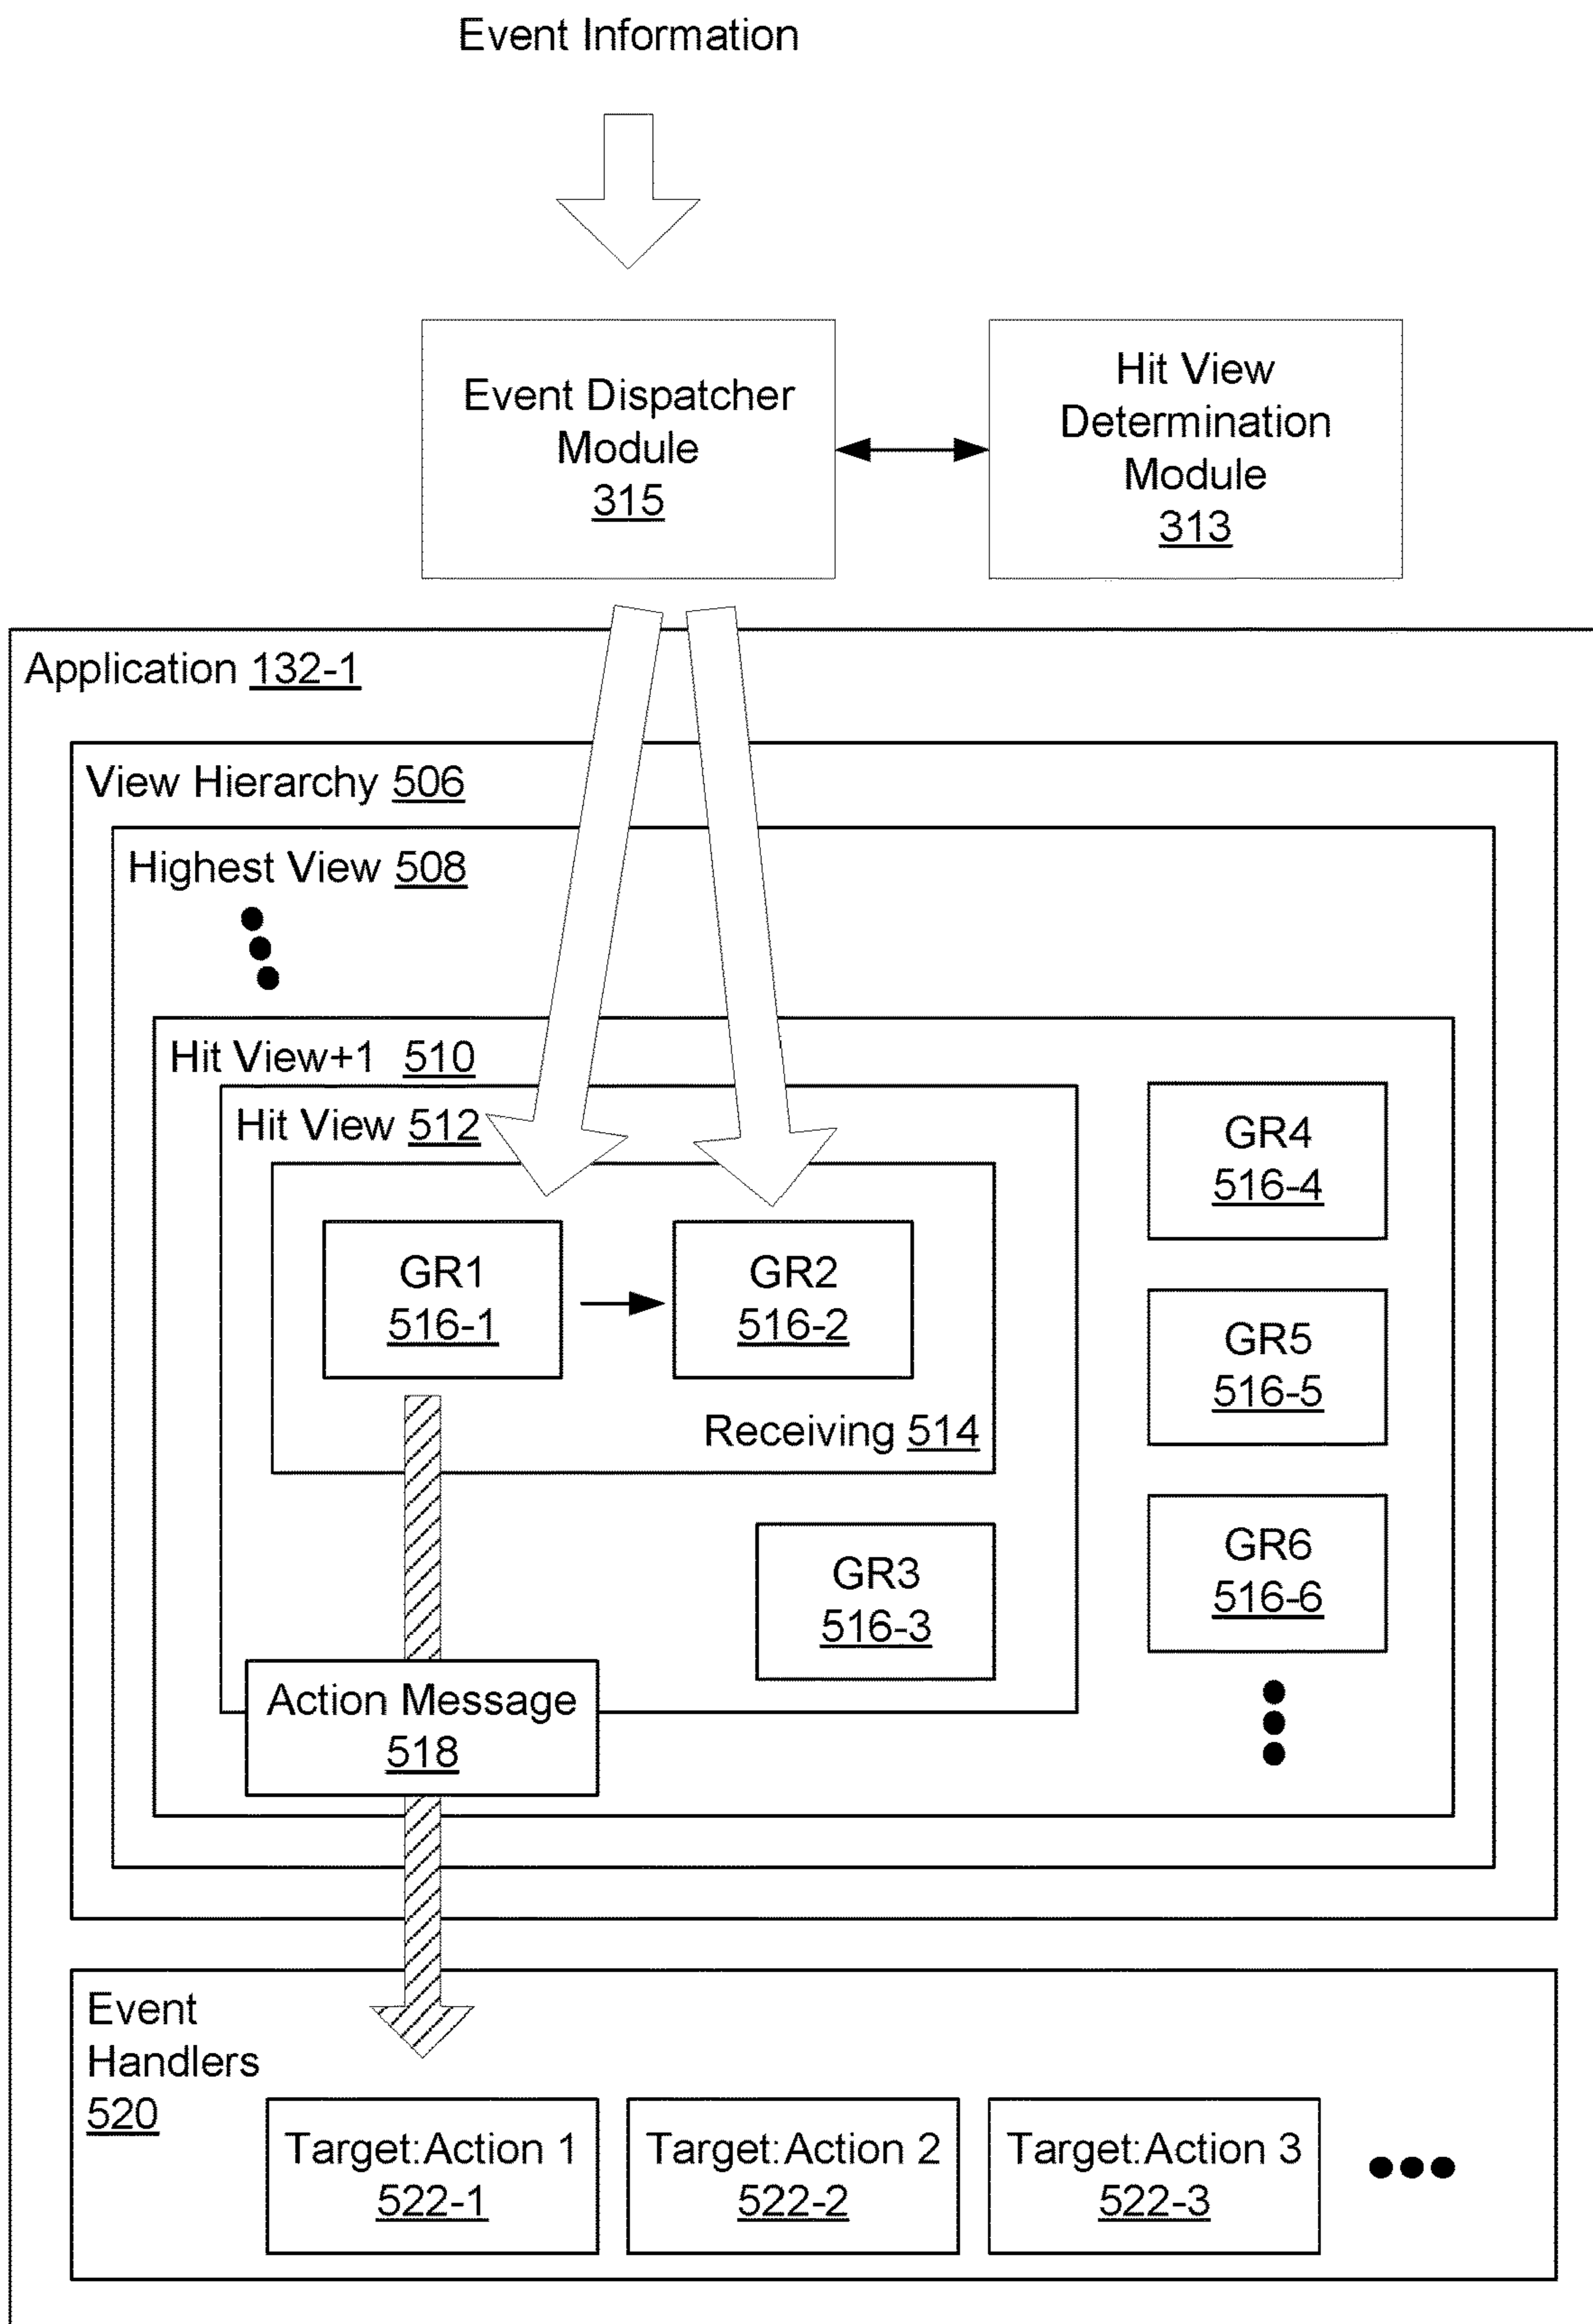 Event Information
Event Dispatcher
Module
315
Hit View
Determination
Module
313
Application 132-1
View Hierarchy 506
Highest View 508
Hit View+1 510
Hit View 512
GR1
516-1
GR2
516-2
Receiving 514
GR3
516-3
GR4
516-4
GR5
516-5
GR6
516-6
Action Message
518
Event
Handlers
520
Target:Action 1
522-1
Target:Action 2
522-2
Target:Action 3
522-3